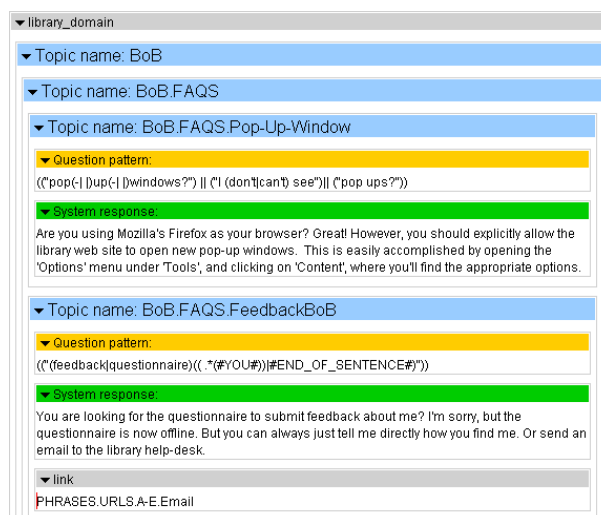 library_domain
Topic name: BoB
Topic name: BoB.FAQS
Topic name: BoB.FAQS.Pop-Up-Window
Question pattern:
(("pop(-| |)up(-| |)windows?") || ("I (don't|can't) see")|| ("pop ups?"))
System response:
Are you using Mozilla's Firefox as your browser? Great! However, you should explicitly allow the
library web site to open new pop-up windows.  This is easily accomplished by opening the
'Options' menu under 'Tools', and clicking on 'Content', where you'll find the appropriate options.
Topic name: BoB.FAQS.FeedbackBoB
Question pattern:
(("(feedback|questionnaire)(( .*(#YOU#))|#END_OF_SENTENCE#)"))
System response:
You are looking for the questionnaire to submit feedback about me? I'm sorry, but the
questionnaire is now offline. But you can always just tell me directly how you find me. Or send an
email to the library help-desk.
link
PHRASES.URLS.A-E.Email